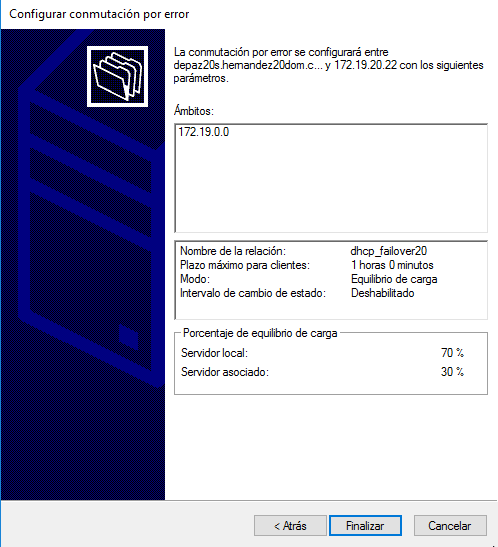 Configurar conmutación por error
La conmutación por error se configurará entre
depaz20s.hernandez20dom.c... y 172.19.20.22 con los siguientes
parámetros.
Ámbitos:
172.19.0.0
Nombre de la relación: dhcp_failover20
Plazo máximo para clientes: 1 horas 0 minutos
Modo: Equilibrio de carga
Intervalo de cambio de estado: Deshabilitado
Porcentaje de equilibrio de carga
Servidor local: 70 %
Servidor asociado: 30 %
< Atrás Finalizar Cancelar